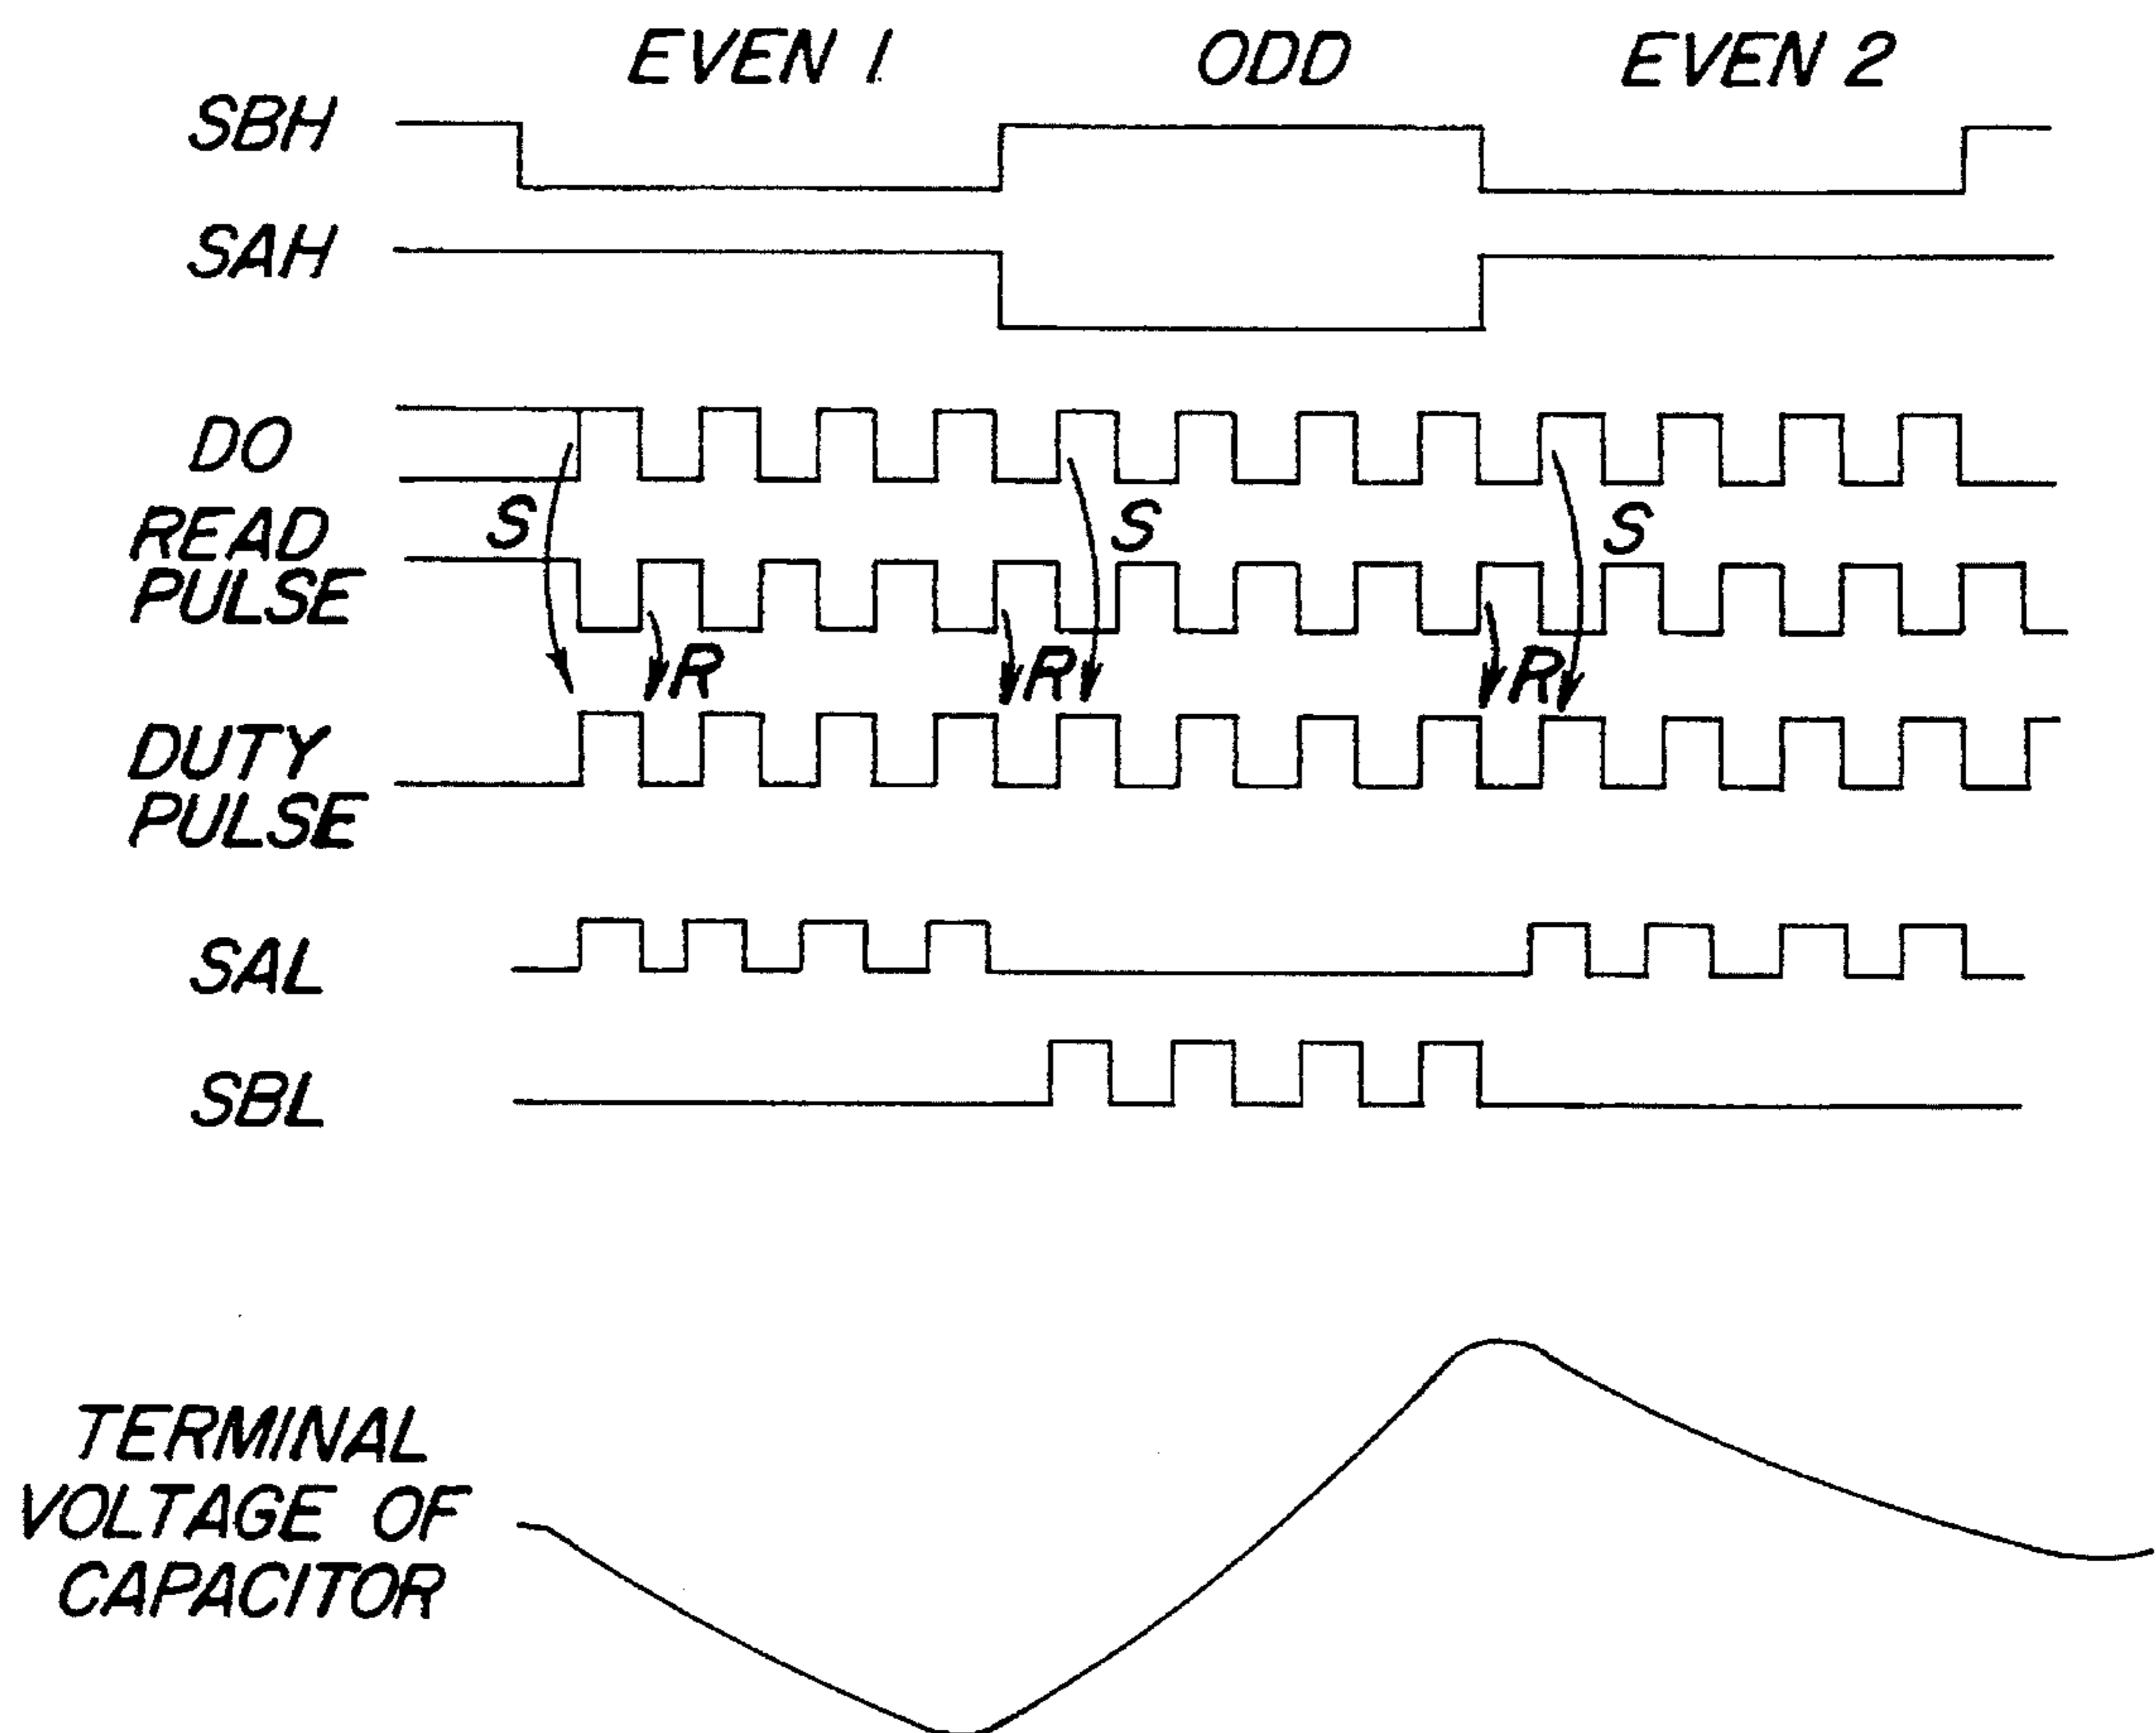 EVEN 1
ODD
EVEN 2
SBH
SAH
DO
S
S
S
READ
PULSE
R
R
R
DUTY
PULSE
SAL
SBL
TERMINAL
VOLTAGE OF
CAPACITOR